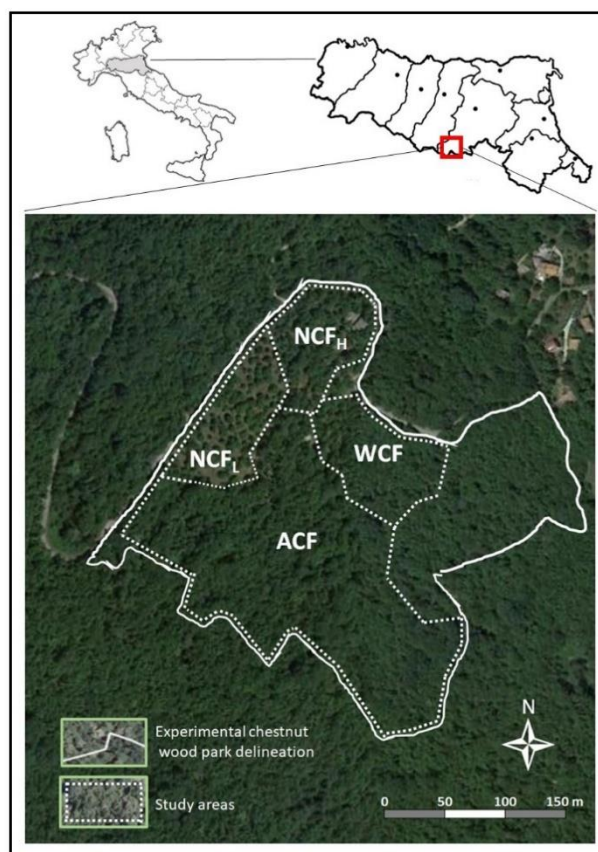 NCFH
NCFL
WCF
ACF
Experimental chestnut
wood park delineation
Study areas
N
0 50 100 150 m